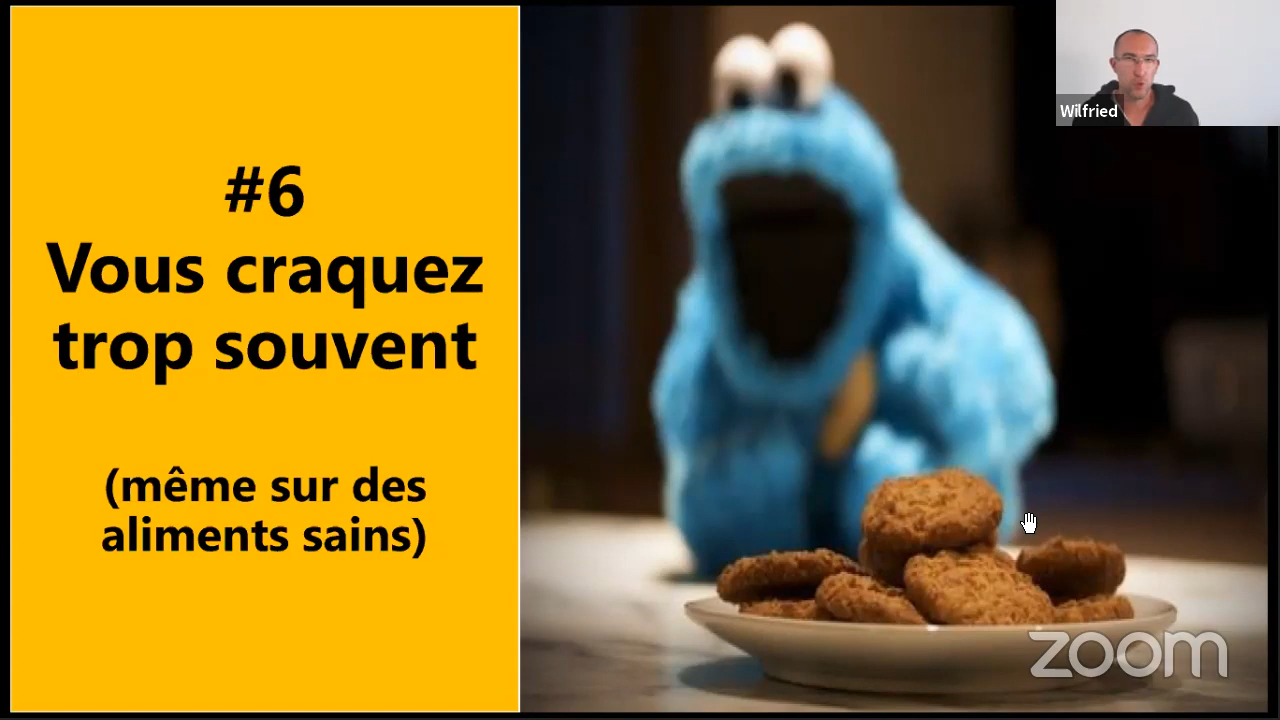 #6
Vous craquez
trop souvent
(même sur des
aliments sains)
Wilfried
zoom